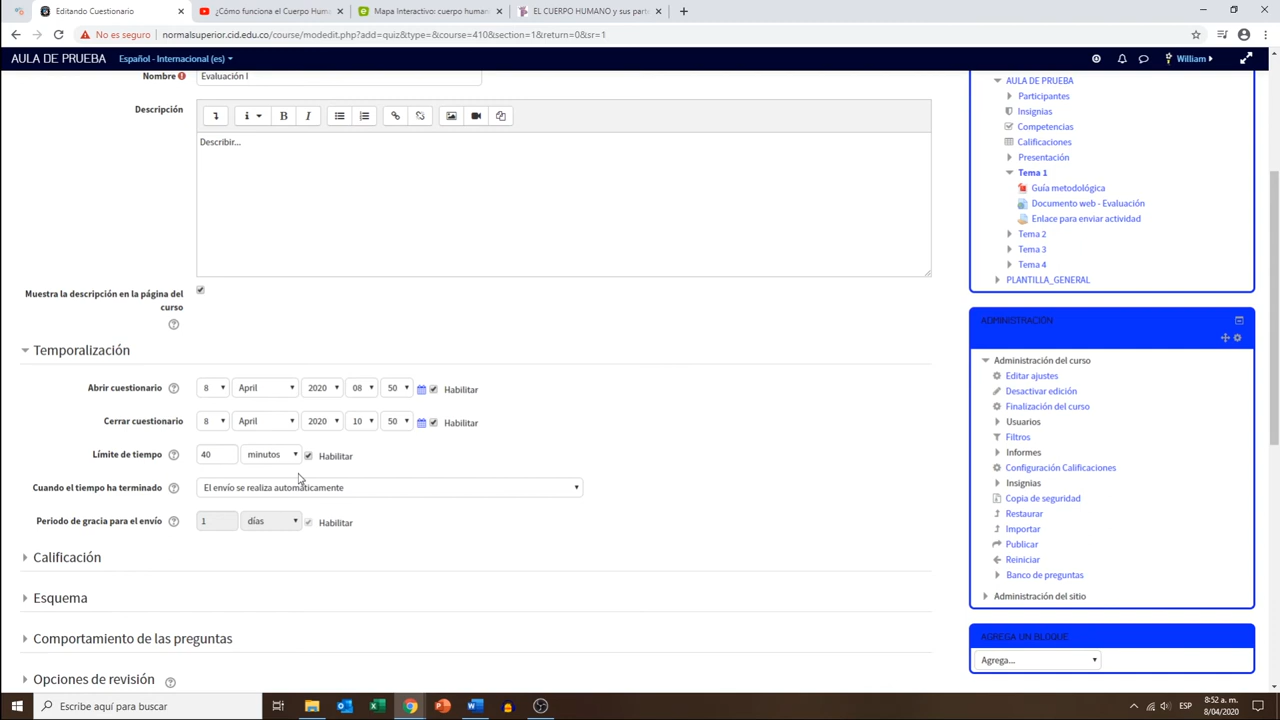 Editando Cuestionario
¿Cómo funciona el Cuerpo Hum
Mapa Interactivo: cuerpo human
EL CUERPO HUMANO y sus part
No es seguro
normalsuperior.cid.edu.co/course/modedit.php?add=quiz&type=&course=410&section=1&return=0&sr=1
AULA DE PRUEBA
Español - Internacional (es)
William
Nombre
Evaluación I
Descripción
Describir...
Muestra la descripción en la página del
curso
Temporalización
Abrir cuestionario 8 April 2020 08 50 Habilitar
Cerrar cuestionario 8 April 2020 10 50 Habilitar
Límite de tiempo 40 minutos Habilitar
Cuando el tiempo ha terminado El envío se realiza automáticamente
Periodo de gracia para el envío 1 días Habilitar
Calificación
Esquema
Comportamiento de las preguntas
Opciones de revisión
AULA DE PRUEBA
Participantes
Insignias
Competencias
Calificaciones
Presentación
Tema 1
Guía metodológica
Documento web - Evaluación
Enlace para enviar actividad
Tema 2
Tema 3
Tema 4
PLANTILLA_GENERAL
ADMINISTRACIÓN
Administración del curso
Editar ajustes
Desactivar edición
Finalización del curso
Usuarios
Filtros
Informes
Configuración Calificaciones
Insignias
Copia de seguridad
Restaurar
Importar
Publicar
Reiniciar
Banco de preguntas
Administración del sitio
AGREGA UN BLOQUE
Agrega...
Escribe aquí para buscar
ESP
8:52 a. m.
8/04/2020